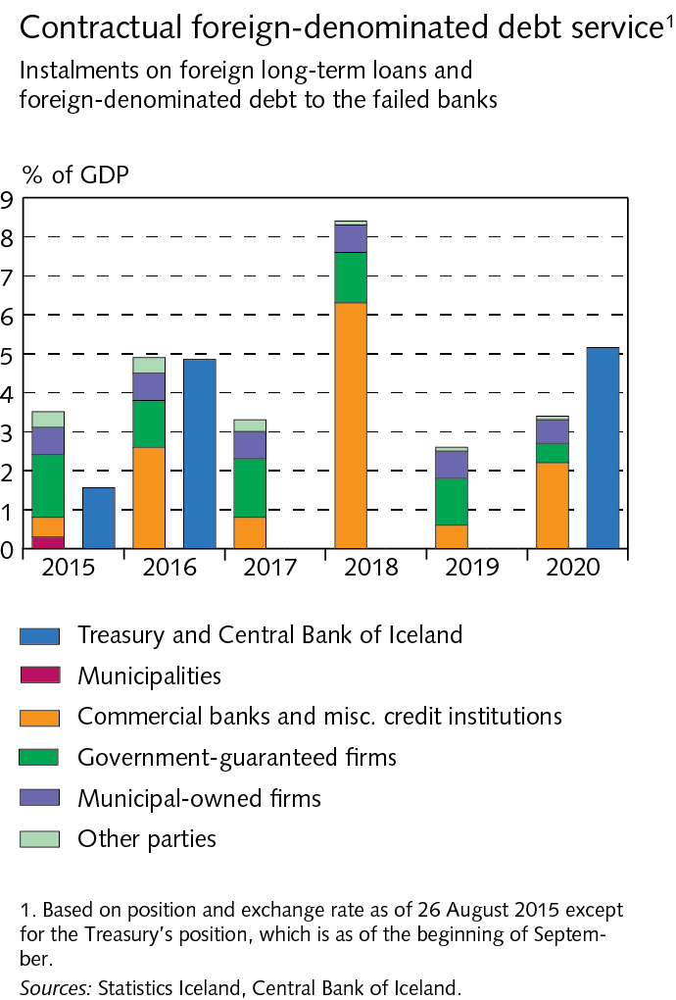 Contractual foreign-denominated debt service¹
Instalments on foreign long-term loans and
foreign-denominated debt to the failed banks
% of GDP
9
8
7
6
5
4
3
2
1
0
2015 2016 2017 2018 2019 2020
Treasury and Central Bank of Iceland
Municipalities
Commercial banks and misc. credit institutions
Government-guaranteed firms
Municipal-owned firms
Other parties
1. Based on position and exchange rate as of 26 August 2015 except
for the Treasury's position, which is as of the beginning of Septem-
ber.
Sources: Statistics Iceland, Central Bank of Iceland.